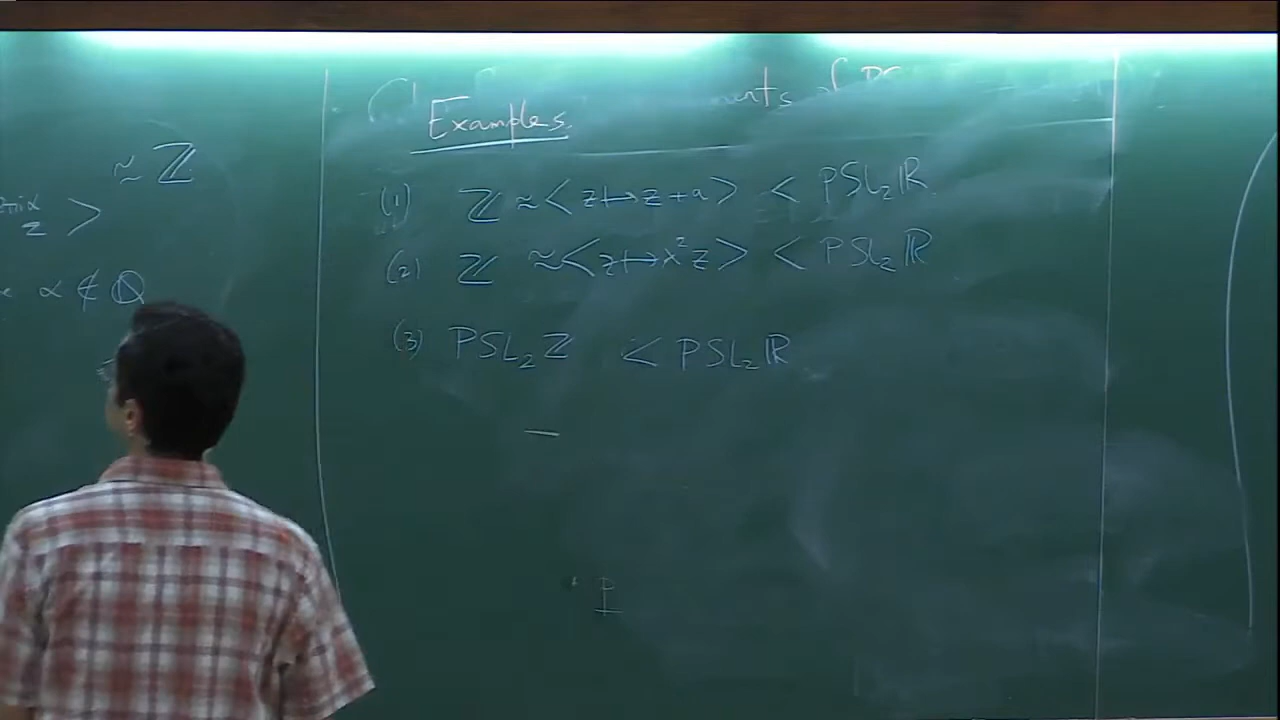 ≈ ℤ
z >
α ∉ ℚ
Examples.
(1) ℤ ≈ < z ↦ z + a > < PSL₂ℝ
(2) ℤ ≈ < z ↦ λ²z > < PSL₂ℝ
(3) PSL₂ℤ < PSL₂ℝ